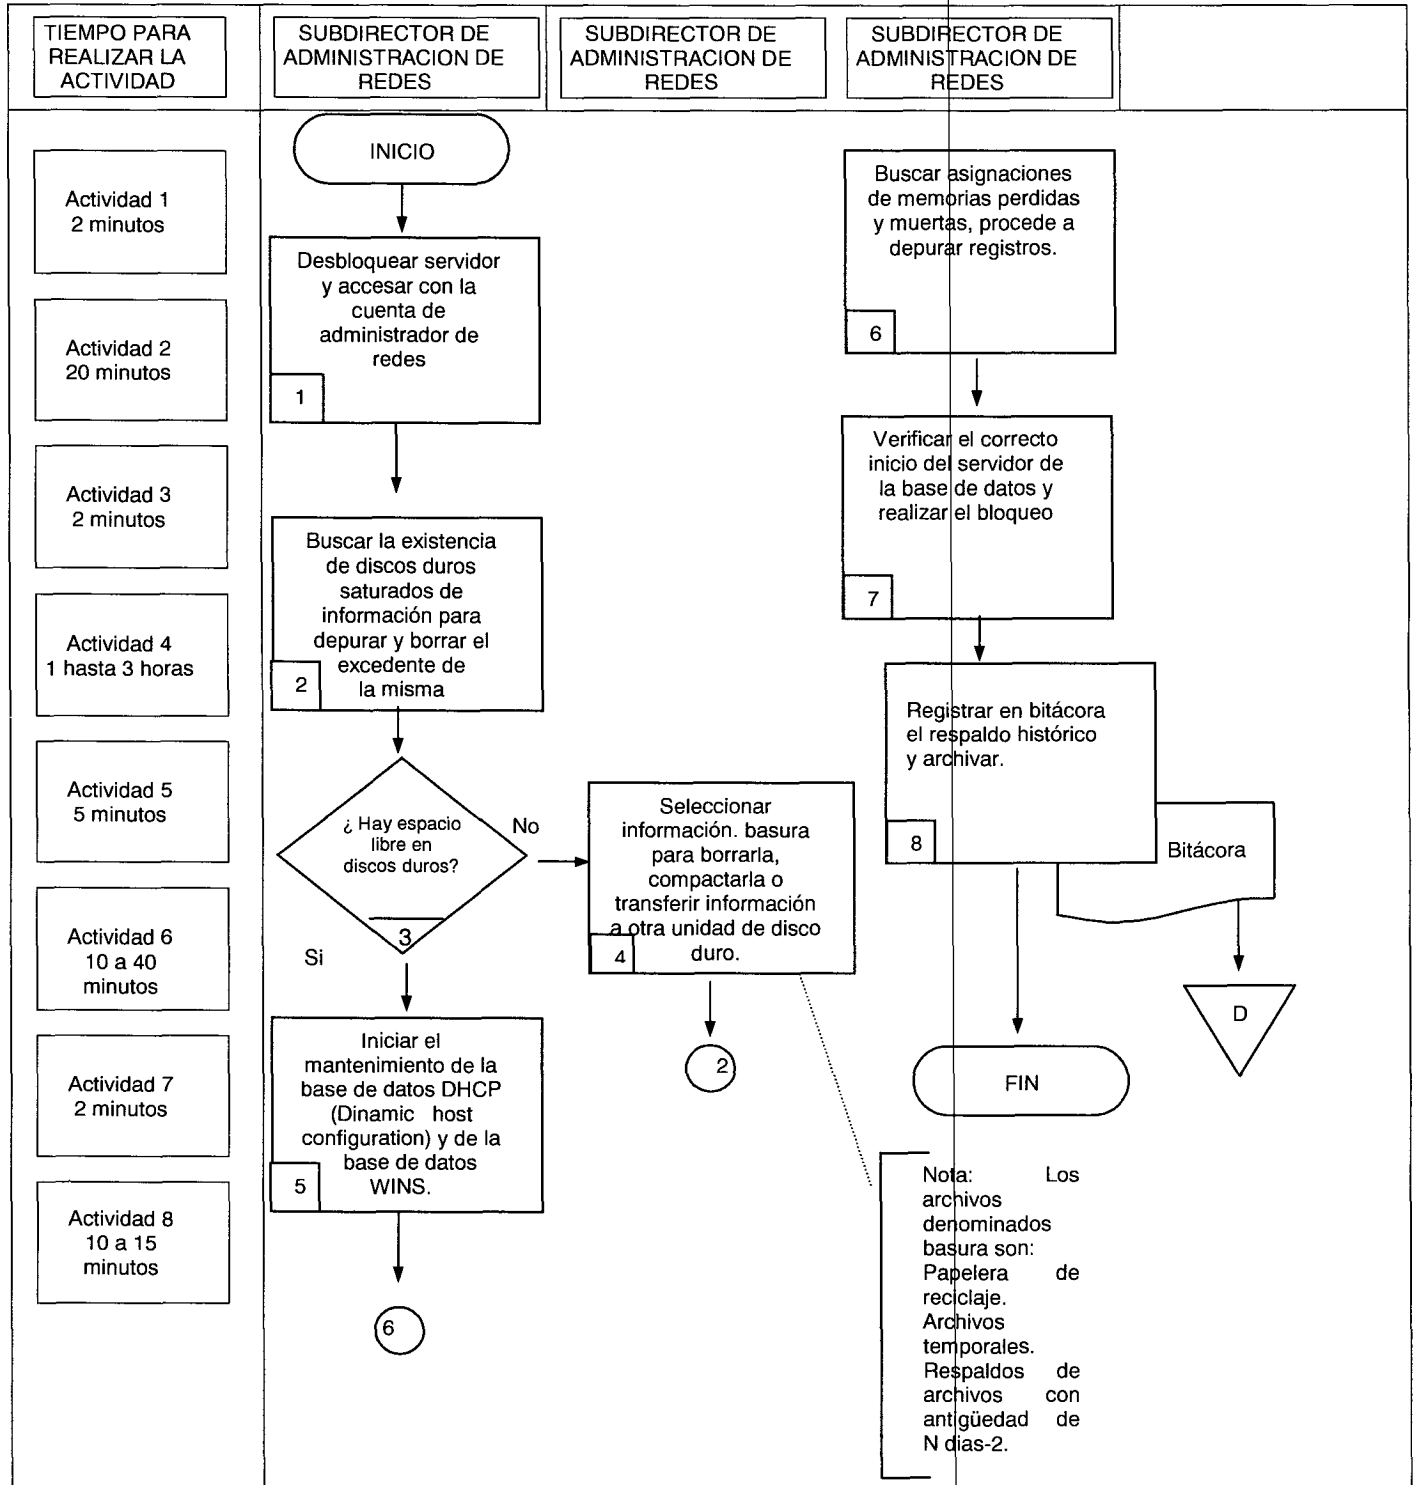 TIEMPO PARA
REALIZAR LA
ACTIVIDAD
SUBDIRECTOR DE
ADMINISTRACION DE
REDES
SUBDIRECTOR DE
ADMINISTRACION DE
REDES
SUBDIRECTOR DE
ADMINISTRACION DE
REDES
Actividad 1
2 minutos
Actividad 2
20 minutos
Actividad 3
2 minutos
Actividad 4
1 hasta 3 horas
Actividad 5
5 minutos
Actividad 6
10 a 40
minutos
Actividad 7
2 minutos
Actividad 8
10 a 15
minutos
INICIO
Desbloquear servidor
y accesar con la
cuenta de
administrador de
redes
1
Buscar la existencia
de discos duros
saturados de
información para
depurar y borrar el
excedente de
la misma
2
¿ Hay espacio
libre en
discos duros?
3
No
Si
Iniciar el
mantenimiento de la
base de datos DHCP
(Dinamic host
configuration) y de la
base de datos
WINS.
5
6
Seleccionar
información. basura
para borrarla,
compactarla o
transferir información
a otra unidad de disco
duro.
4
2
Buscar asignaciones
de memorias perdidas
y muertas, procede a
depurar registros.
6
Verificar el correcto
inicio del servidor de
la base de datos y
realizar el bloqueo
7
Registrar en bitácora
el respaldo histórico
y archivar.
8
Bitácora
D
FIN
Nota: Los
archivos
denominados
basura son:
Papelera de
reciclaje.
Archivos
temporales.
Respaldos de
archivos con
antigüedad de
N dias-2.